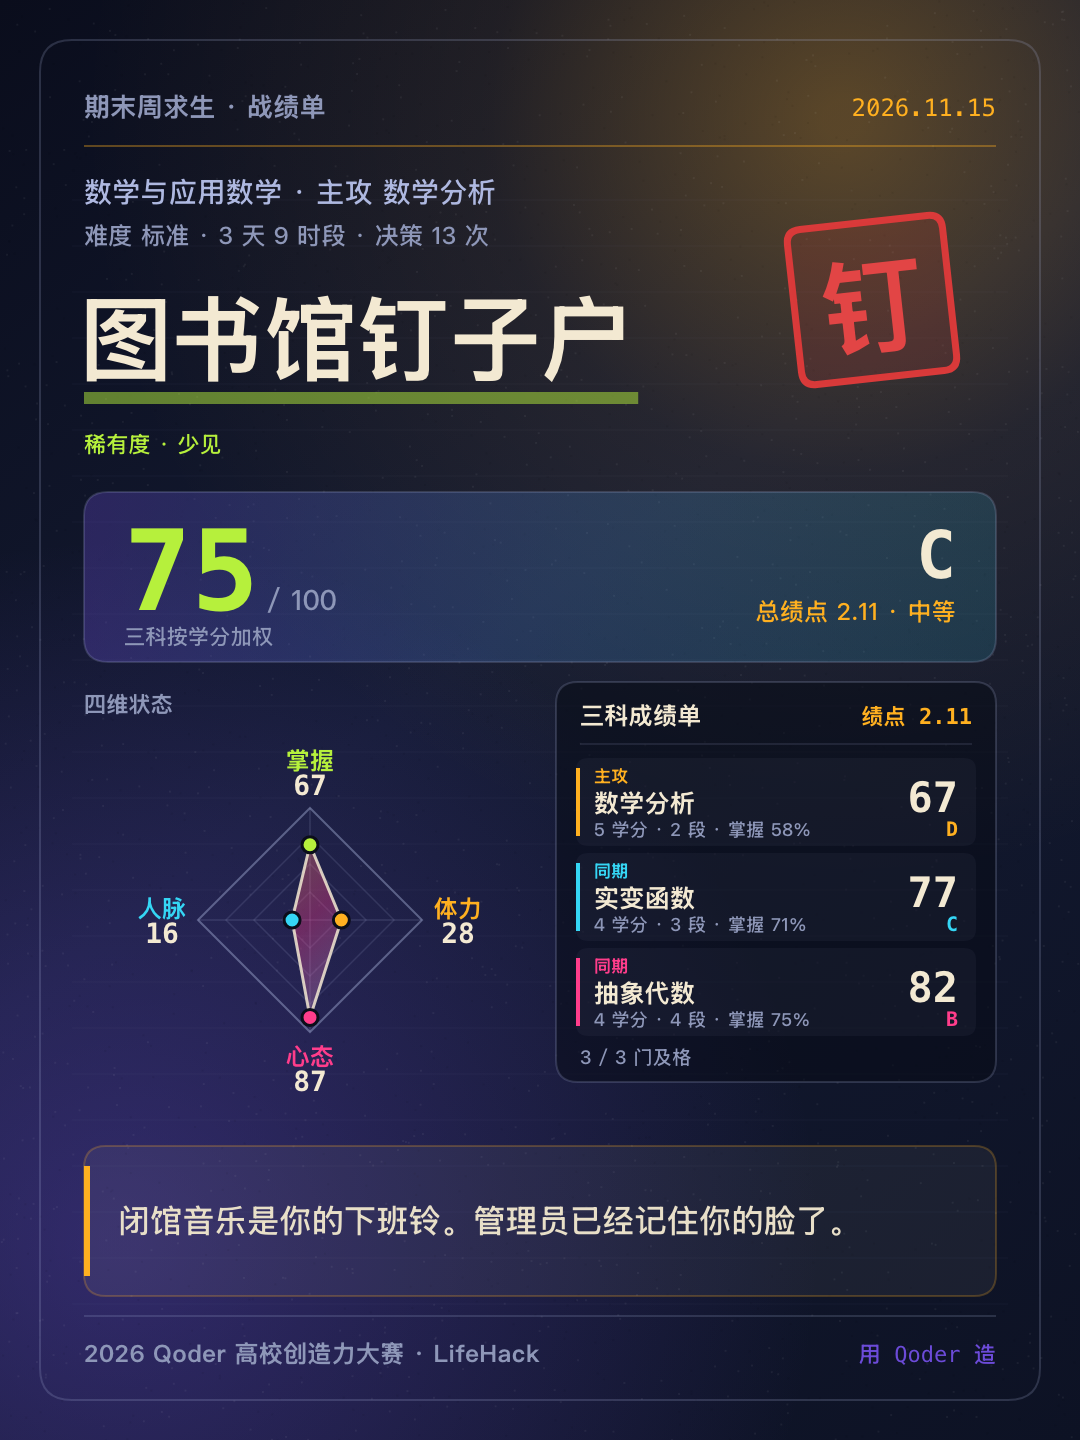 期末周求生 · 战绩单
2026.11.15
数学与应用数学 · 主攻 数学分析
难度 标准 · 3 天 9 时段 · 决策 13 次
钉
图书馆钉子户
稀有度 · 少见
75 / 100
三科按学分加权
C
总绩点 2.11 · 中等
四维状态
掌握
67
人脉
16
体力
28
心态
87
三科成绩单
绩点 2.11
主攻
数学分析
5 学分 · 2 段 · 掌握 58%
67
D
同期
实变函数
4 学分 · 3 段 · 掌握 71%
77
C
同期
抽象代数
4 学分 · 4 段 · 掌握 75%
82
B
3 / 3 门及格
闭馆音乐是你的下班铃。管理员已经记住你的脸了。
2026 Qoder 高校创造力大赛 · LifeHack
用 Qoder 造